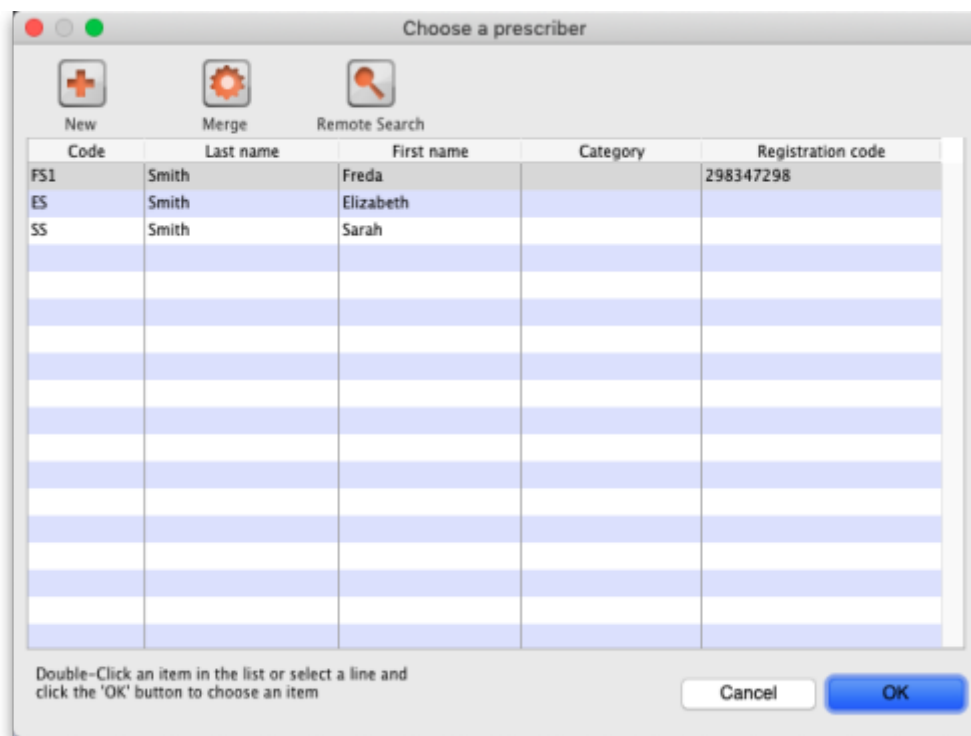 Choose a prescriber
New Merge Remote Search
Code Last name First name Category Registration code
FS1 Smith Freda 298347298
ES Smith Elizabeth
SS Smith Sarah
Double-Click an item in the list or select a line and
click the 'OK' button to choose an item
Cancel OK